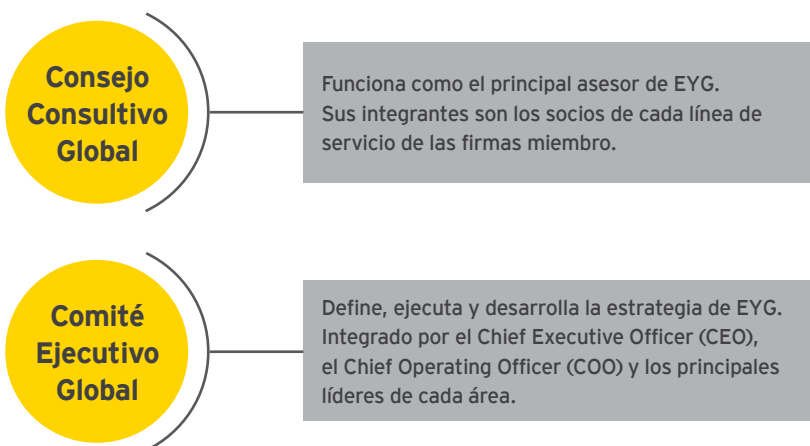 Consejo
Consultivo
Global
Funciona como el principal asesor de EYG.
Sus integrantes son los socios de cada línea de
servicio de las firmas miembro.
Comité
Ejecutivo
Global
Define, ejecuta y desarrolla la estrategia de EYG.
Integrado por el Chief Executive Officer (CEO),
el Chief Operating Officer (COO) y los principales
líderes de cada área.